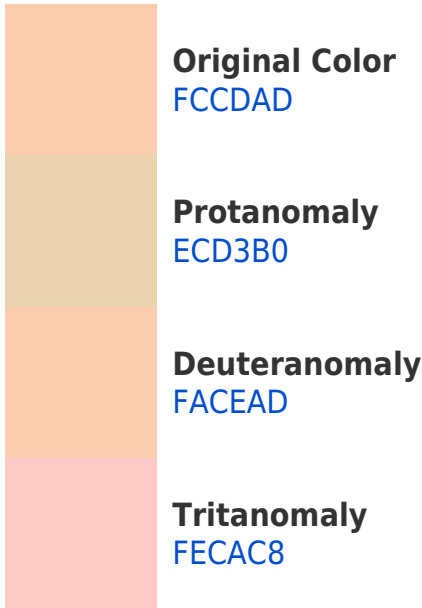 Original Color
FCCDAD
Protanomaly
ECD3B0
Deuteranomaly
FACEAD
Tritanomaly
FECAC8